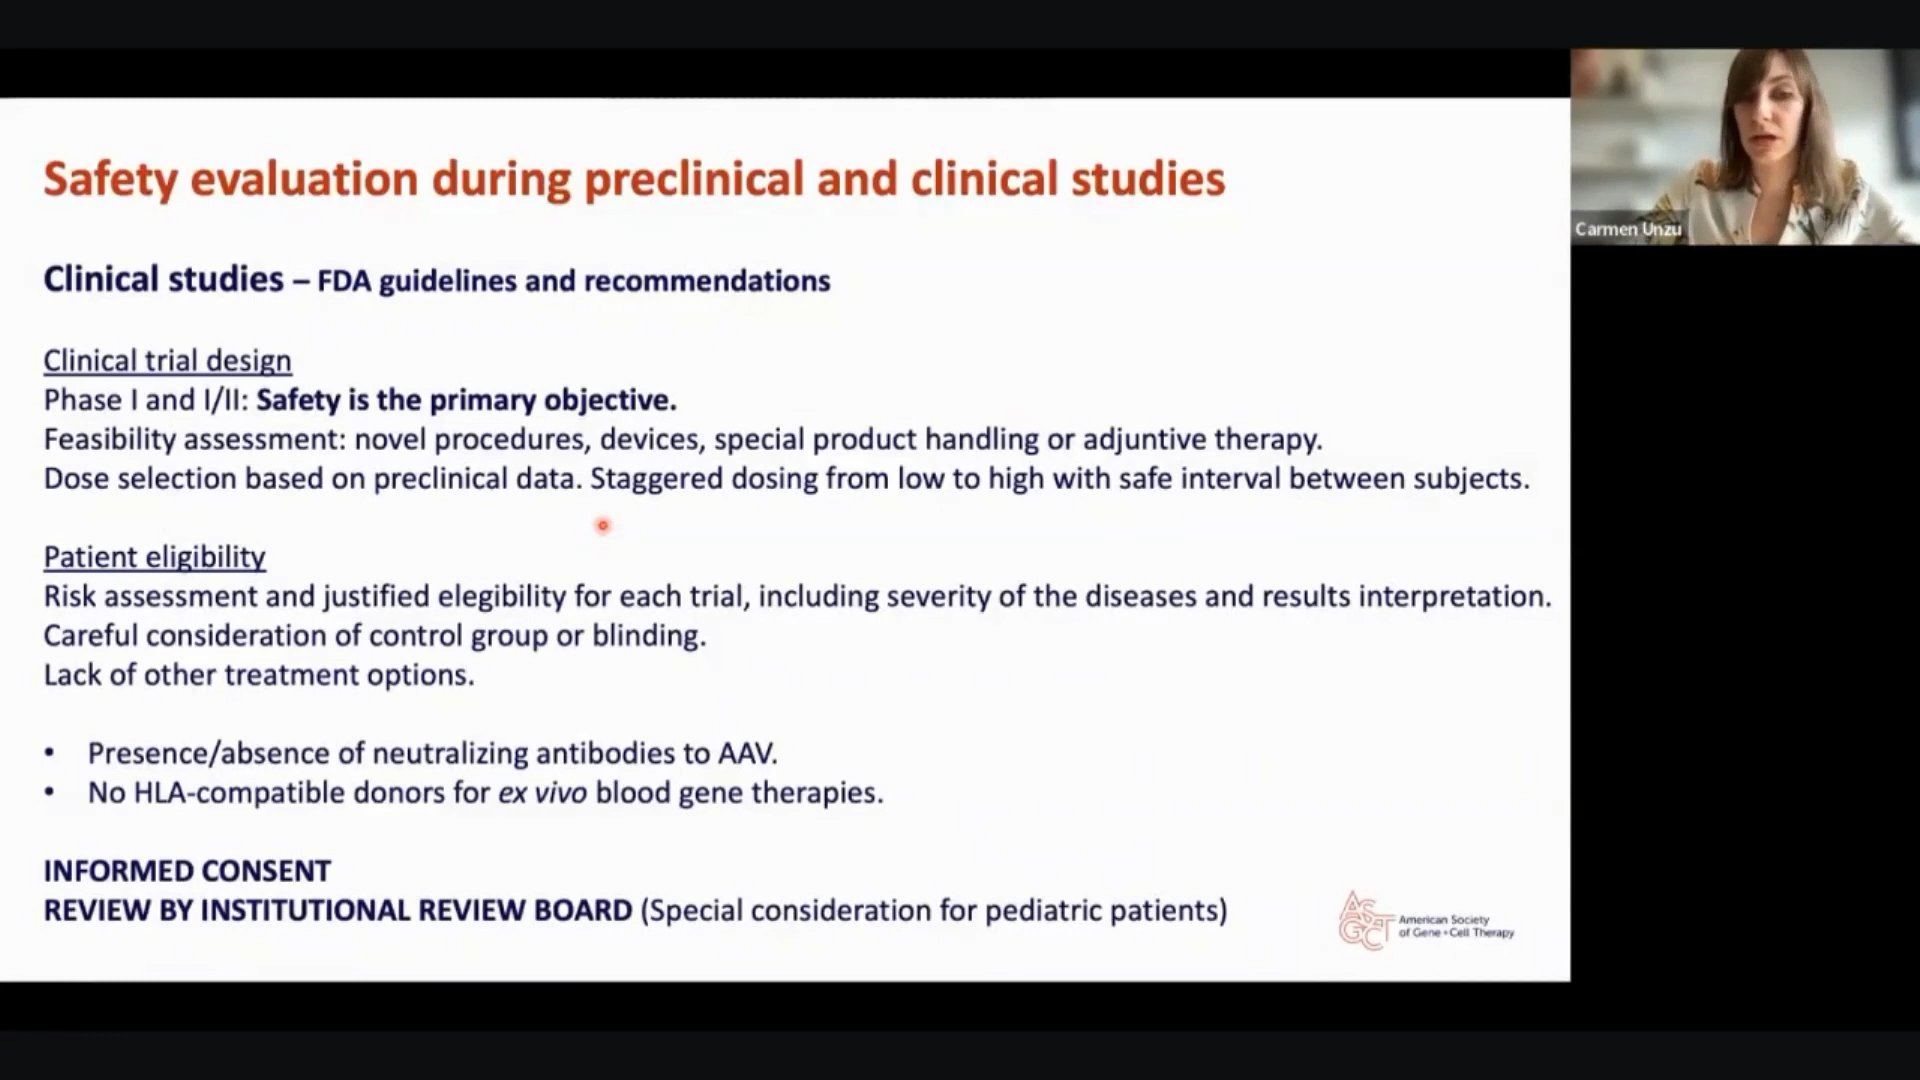 Safety evaluation during preclinical and clinical studies
Carmen Unzu
Clinical studies – FDA guidelines and recommendations
Clinical trial design
Phase I and I/II: Safety is the primary objective.
Feasibility assessment: novel procedures, devices, special product handling or adjuntive therapy.
Dose selection based on preclinical data. Staggered dosing from low to high with safe interval between subjects.
Patient eligibility
Risk assessment and justified elegibility for each trial, including severity of the diseases and results interpretation.
Careful consideration of control group or blinding.
Lack of other treatment options.
• Presence/absence of neutralizing antibodies to AAV.
• No HLA-compatible donors for ex vivo blood gene therapies.
INFORMED CONSENT
REVIEW BY INSTITUTIONAL REVIEW BOARD (Special consideration for pediatric patients)
ASGCT
American Society
of Gene + Cell Therapy